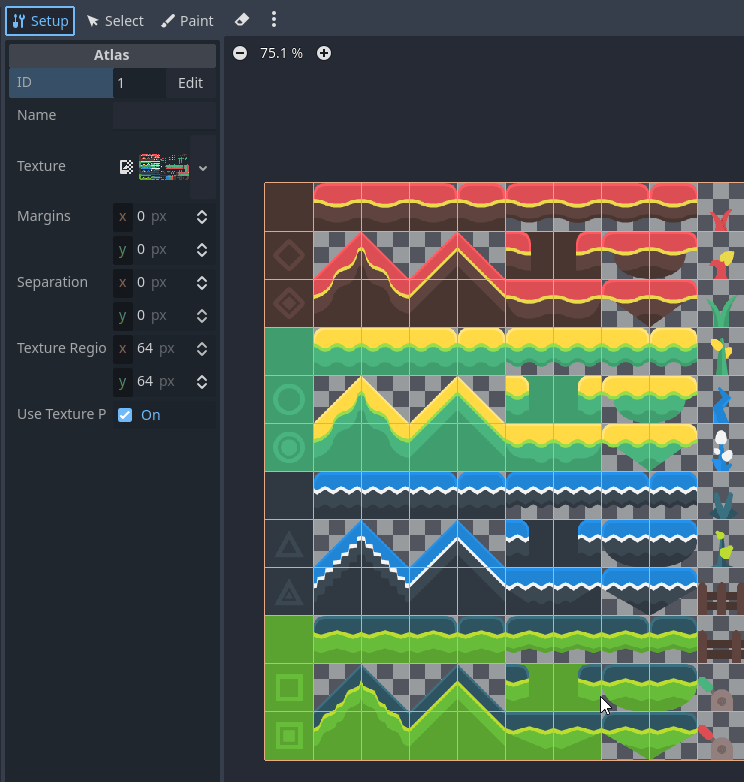 Setup Select Paint
Atlas
75.1 %
ID 1 Edit
Name
Texture
Margins x 0 px
y 0 px
Separation x 0 px
y 0 px
Texture Regio x 64 px
y 64 px
Use Texture P On